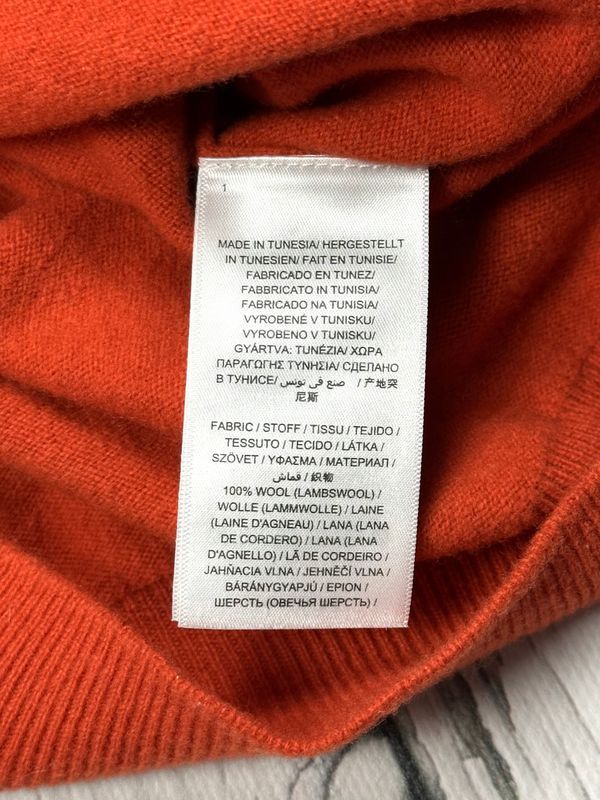 1
MADE IN TUNESIA/ HERGESTELLT
IN TUNESIEN/ FAIT EN TUNISIE/
FABRICADO EN TUNEZ/
FABBRICATO IN TUNISIA/
FABRICADO NA TUNISIA/
VYROBENÉ V TUNISKU/
VYROBENO V TUNISKU/
GYÁRTVA: TUNÉZIA/ ΧΩΡΑ
ΠΑΡΑΓΩΓΗΣ ΤΥΝΗΣΙΑ/ СДЕЛАНО
В ТУНИСЕ/ صنع في تونس / 产地突
尼斯
FABRIC / STOFF / TISSU / TEJIDO /
TESSUTO / TECIDO / LÁTKA /
SZÖVET / ΥΦΑΣΜΑ / МАТЕРИАЛ /
قماش / 织物
100% WOOL (LAMBSWOOL) /
WOLLE (LAMMWOLLE) / LAINE
(LAINE D'AGNEAU) / LANA (LANA
DE CORDERO) / LANA (LANA
D'AGNELLO) / LÃ DE CORDEIRO /
JAHŇACIA VLNA / JEHNĚČÍ VLNA /
BÁRÁNYGYAPJÚ / ΕΡΙΟΝ /
ШЕРСТЬ (ОВЕЧЬЯ ШЕРСТЬ) /